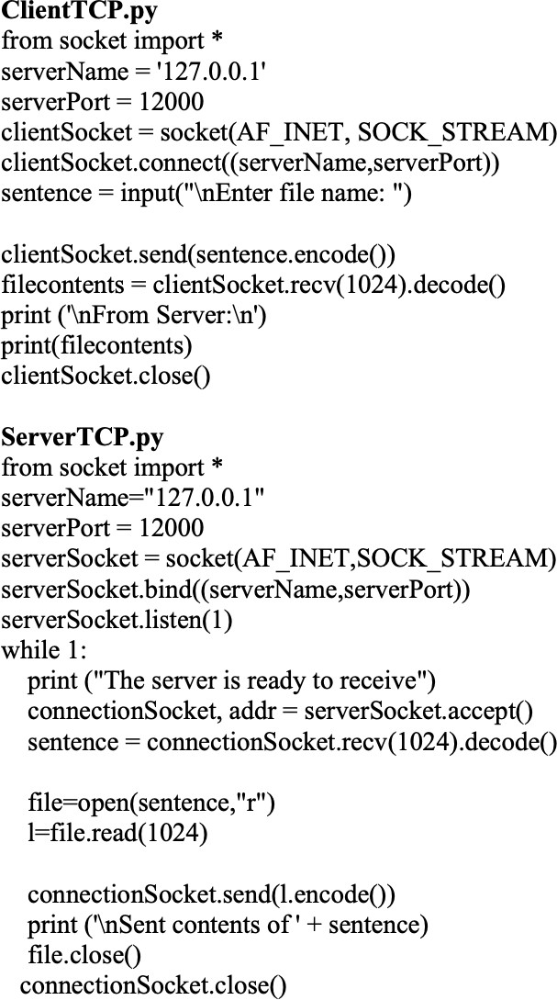 ClientTCP.py
from socket import *
serverName = '127.0.0.1'
serverPort = 12000
clientSocket = socket(AF_INET, SOCK_STREAM)
clientSocket.connect((serverName,serverPort))
sentence = input("\nEnter file name: ")
clientSocket.send(sentence.encode())
filecontents = clientSocket.recv(1024).decode()
print ('\nFrom Server:\n')
print(filecontents)
clientSocket.close()
ServerTCP.py
from socket import *
serverName="127.0.0.1"
serverPort = 12000
serverSocket = socket(AF_INET,SOCK_STREAM)
serverSocket.bind((serverName,serverPort))
serverSocket.listen(1)
while 1:
print ("The server is ready to receive")
connectionSocket, addr = serverSocket.accept()
sentence = connectionSocket.recv(1024).decode()
file=open(sentence,"r")
l=file.read(1024)
connectionSocket.send(l.encode())
print ('\nSent contents of ' + sentence)
file.close()
connectionSocket.close()